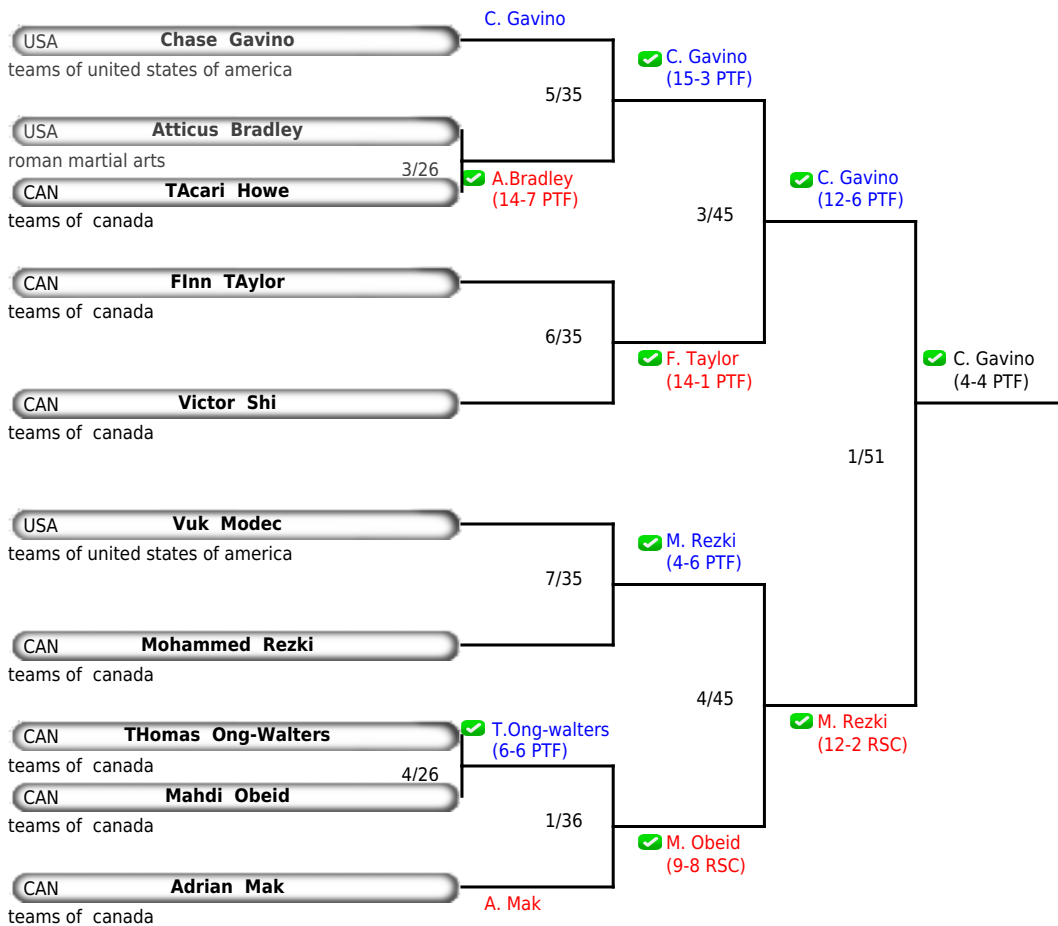 C. Gavino
USA Chase Gavino
teams of united states of america
C. Gavino
(15-3 PTF)
5/35
USA Atticus Bradley
roman martial arts
3/26
A.Bradley
(14-7 PTF)
CAN TAcari Howe
teams of canada
C. Gavino
(12-6 PTF)
3/45
CAN FInn TAylor
teams of canada
6/35
F. Taylor
(14-1 PTF)
CAN Victor Shi
teams of canada
C. Gavino
(4-4 PTF)
1/51
USA Vuk Modec
teams of united states of america
M. Rezki
(4-6 PTF)
7/35
CAN Mohammed Rezki
teams of canada
4/45
M. Rezki
(12-2 RSC)
CAN THomas Ong-Walters
teams of canada
T.Ong-walters
(6-6 PTF)
4/26
CAN Mahdi Obeid
teams of canada
1/36
M. Obeid
(9-8 RSC)
CAN Adrian Mak
teams of canada
A. Mak